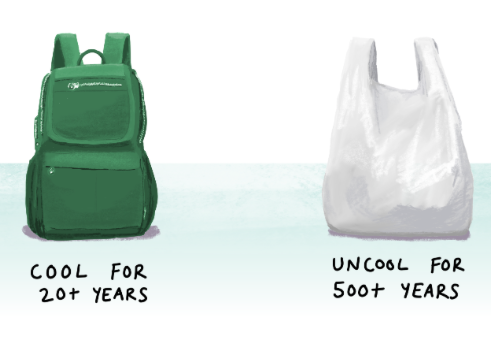 COOL FOR
20+ YEARS
UNCOOL FOR
500+ YEARS